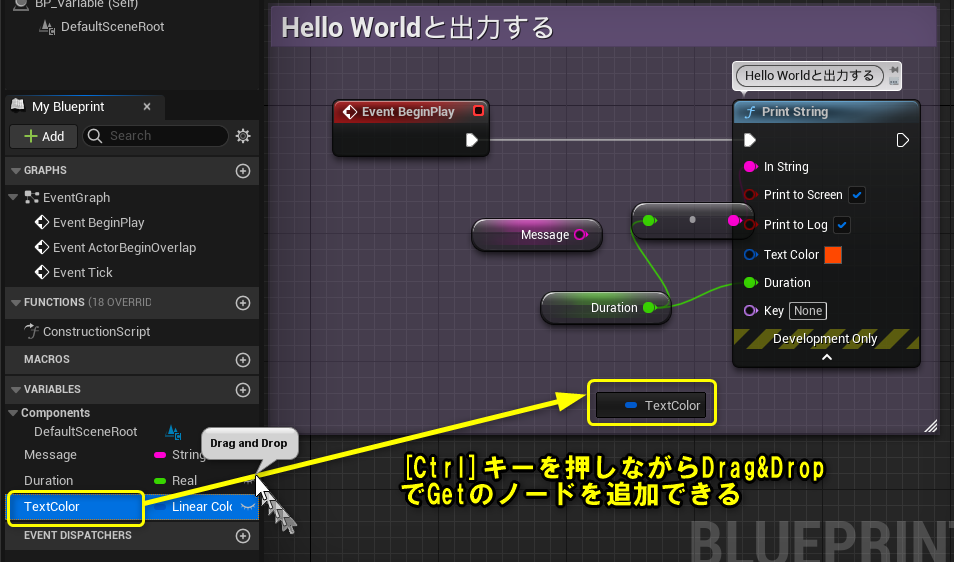 BP_Variable (Self)
DefaultSceneRoot
My Blueprint
Add
Search
GRAPHS
EventGraph
Event BeginPlay
Event ActorBeginOverlap
Event Tick
FUNCTIONS (18 OVERRID
ConstructionScript
MACROS
VARIABLES
Components
DefaultSceneRoot
Message
String
Duration
Real
TextColor
Linear Colo
EVENT DISPATCHERS
Drag and Drop
Hello Worldと出力する
Hello Worldと出力する
Event BeginPlay
Print String
In String
Print to Screen
Print to Log
Text Color
Duration
Key None
Development Only
Message
Duration
TextColor
[Ctrl]キーを押しながらDrag&Drop
でGetのノードを追加できる
BLUEPRINT